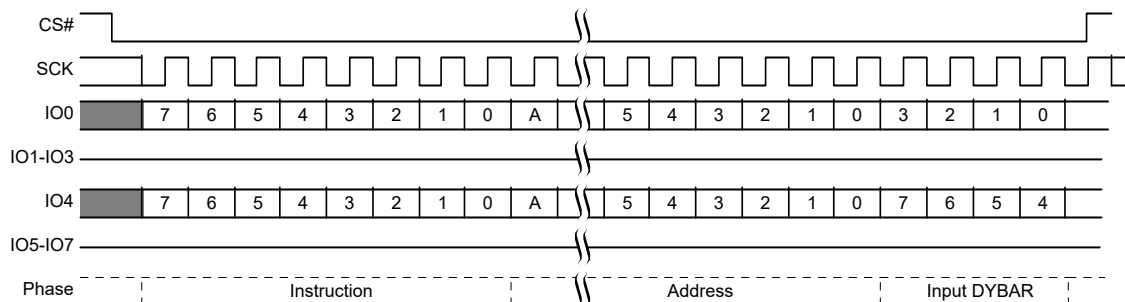 CS#
SCK
IO0 7 6 5 4 3 2 1 0 A 5 4 3 2 1 0 3 2 1 0
IO1-IO3
IO4 7 6 5 4 3 2 1 0 A 5 4 3 2 1 0 7 6 5 4
IO5-IO7
Phase Instruction Address Input DYBAR